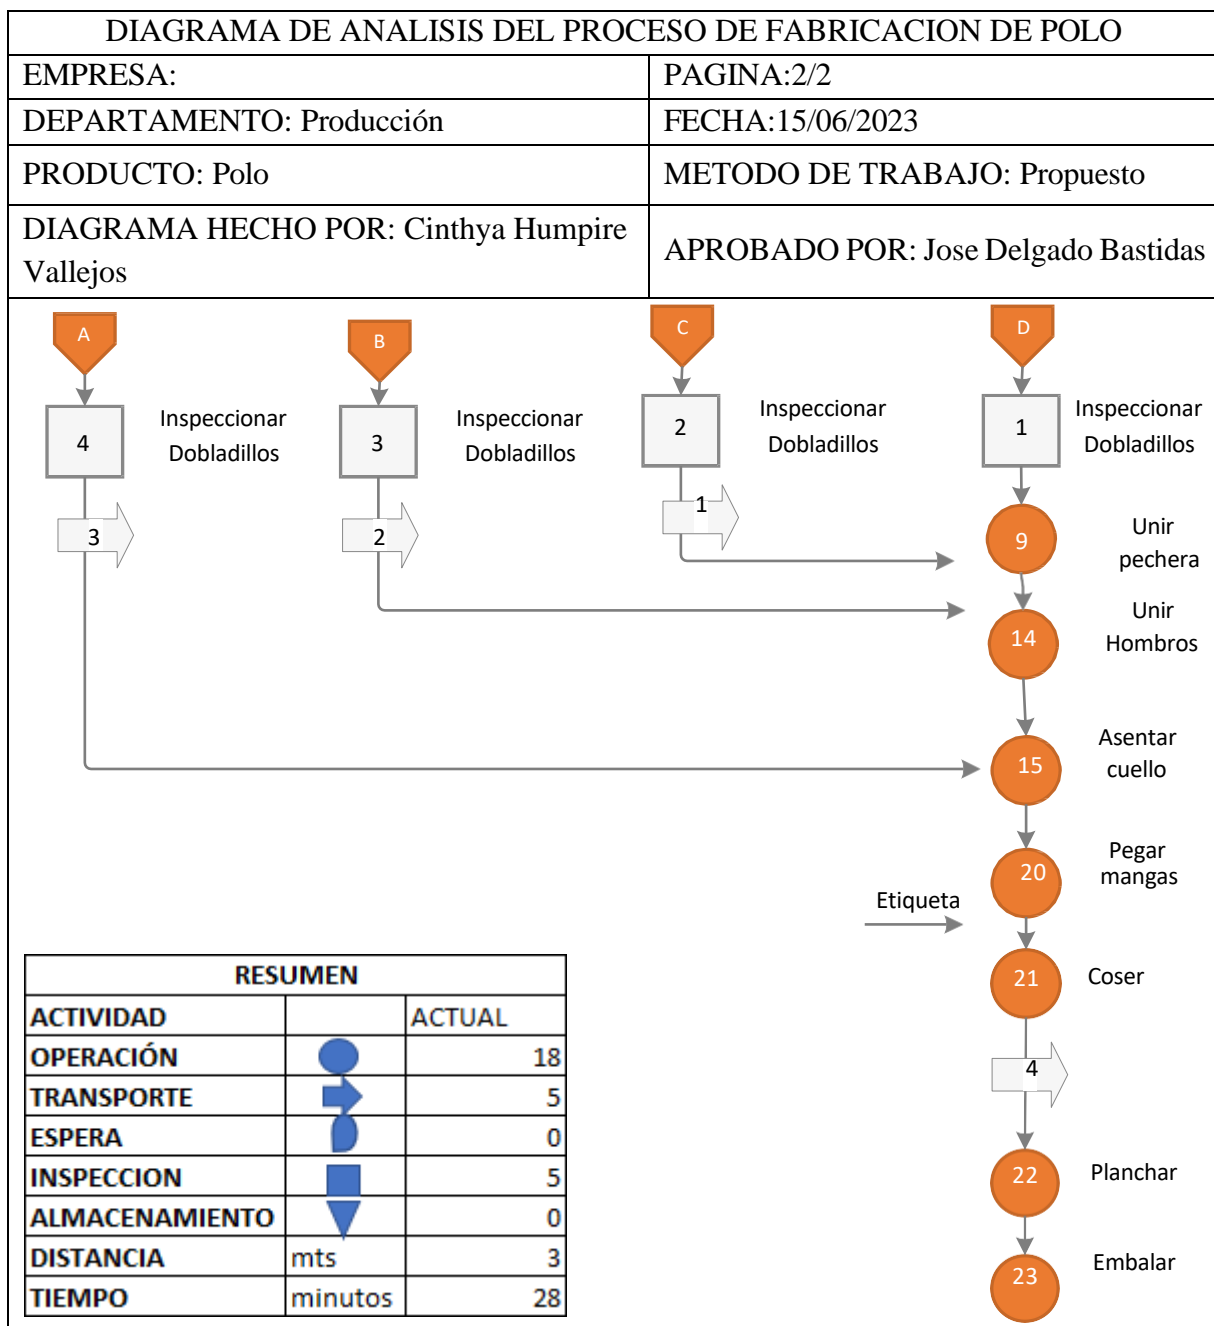 DIAGRAMA DE ANALISIS DEL PROCESO DE FABRICACION DE POLO
EMPRESA:
PAGINA:2/2
DEPARTAMENTO: Producción
FECHA:15/06/2023
PRODUCTO: Polo
METODO DE TRABAJO: Propuesto
DIAGRAMA HECHO POR: Cinthya Humpire
Vallejos
APROBADO POR: Jose Delgado Bastidas
A
B
C
D
4
Inspeccionar
Dobladillos
3
Inspeccionar
Dobladillos
2
Inspeccionar
Dobladillos
1
Inspeccionar
Dobladillos
3
2
1
9
Unir
pechera
14
Unir
Hombros
15
Asentar
cuello
20
Pegar
mangas
Etiqueta
21
Coser
4
22
Planchar
23
Embalar
RESUMEN
ACTIVIDAD ACTUAL
OPERACIÓN 18
TRANSPORTE 5
ESPERA 0
INSPECCION 5
ALMACENAMIENTO 0
DISTANCIA mts 3
TIEMPO minutos 28